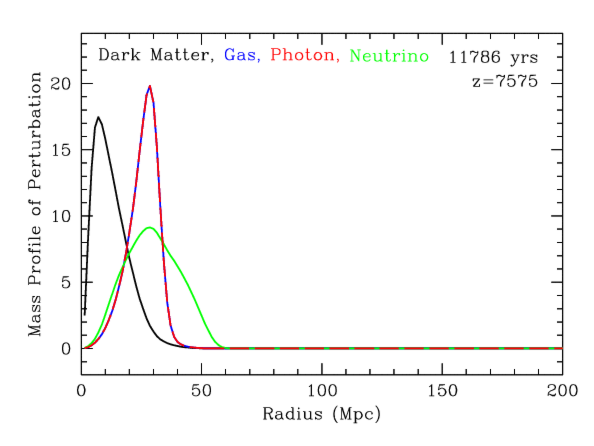 Dark Matter, Gas, Photon, Neutrino 11786 yrs
z=7575
Mass Profile of Perturbation
20
15
10
5
0
0 50 100 150 200
Radius (Mpc)